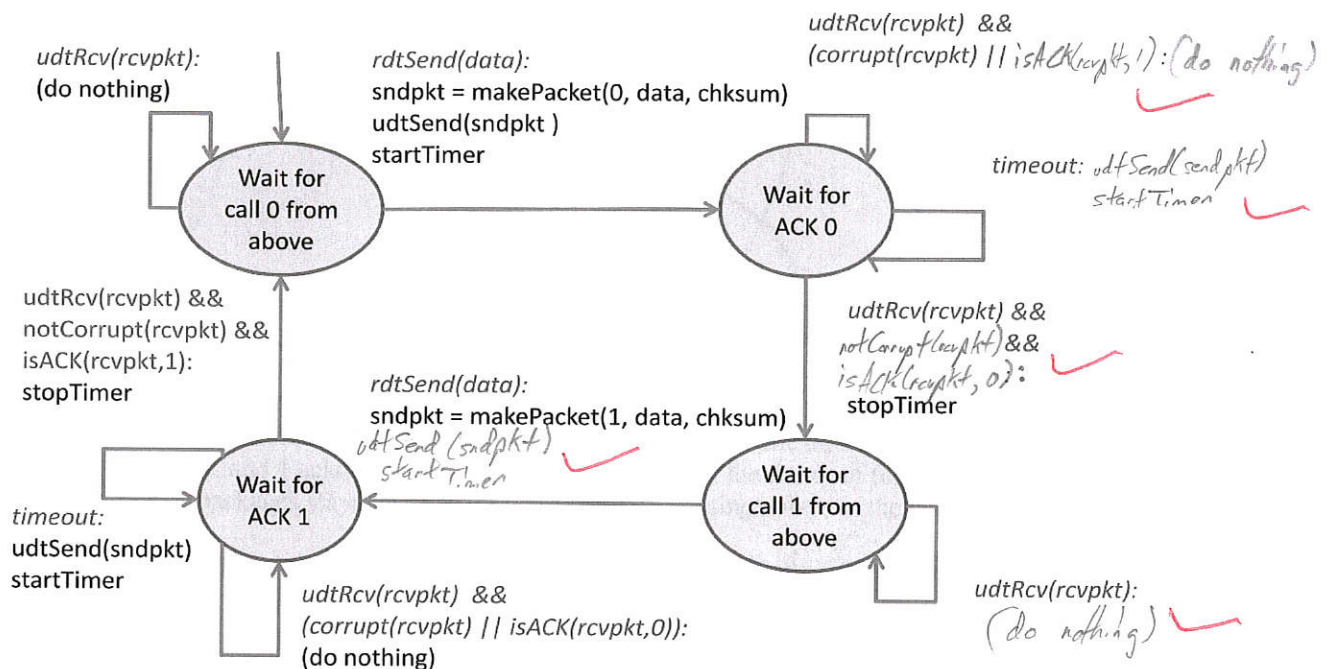 udtRcv(rcvpkt):
(do nothing)
rdtSend(data):
sndpkt = makePacket(0, data, chksum)
udtSend(sndpkt )
startTimer
udtRcv(rcvpkt) &&
(corrupt(rcvpkt) || isACK(rcvpkt,1): (do nothing)
Wait for
call 0 from
above
Wait for
ACK 0
timeout: udtSend(sendpkt)
startTimer
udtRcv(rcvpkt) &&
notCorrupt(rcvpkt) &&
isACK(rcvpkt,1):
stopTimer
udtRcv(rcvpkt) &&
notCorrupt(rcvpkt)&&
isACK(rcvpkt, 0):
stopTimer
rdtSend(data):
sndpkt = makePacket(1, data, chksum)
udtSend (sndpkt)
startTimer
Wait for
ACK 1
Wait for
call 1 from
above
timeout:
udtSend(sndpkt)
startTimer
udtRcv(rcvpkt) &&
(corrupt(rcvpkt) || isACK(rcvpkt,0)):
(do nothing)
udtRcv(rcvpkt):
(do nothing)